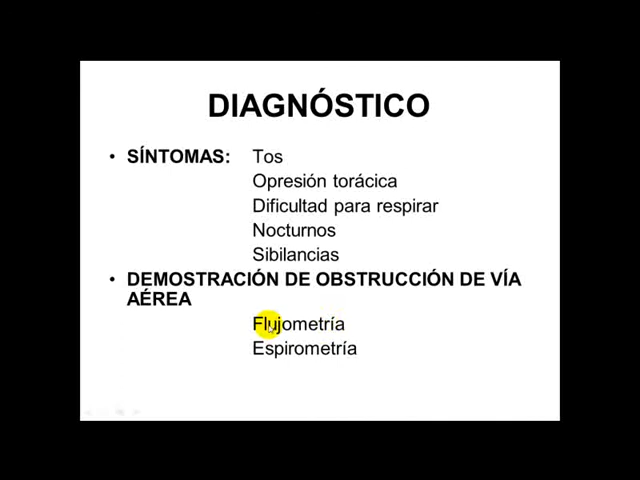 DIAGNÓSTICO
• SÍNTOMAS: Tos
Opresión torácica
Dificultad para respirar
Nocturnos
Sibilancias
• DEMOSTRACIÓN DE OBSTRUCCIÓN DE VÍA
AÉREA
Flujometría
Espirometría